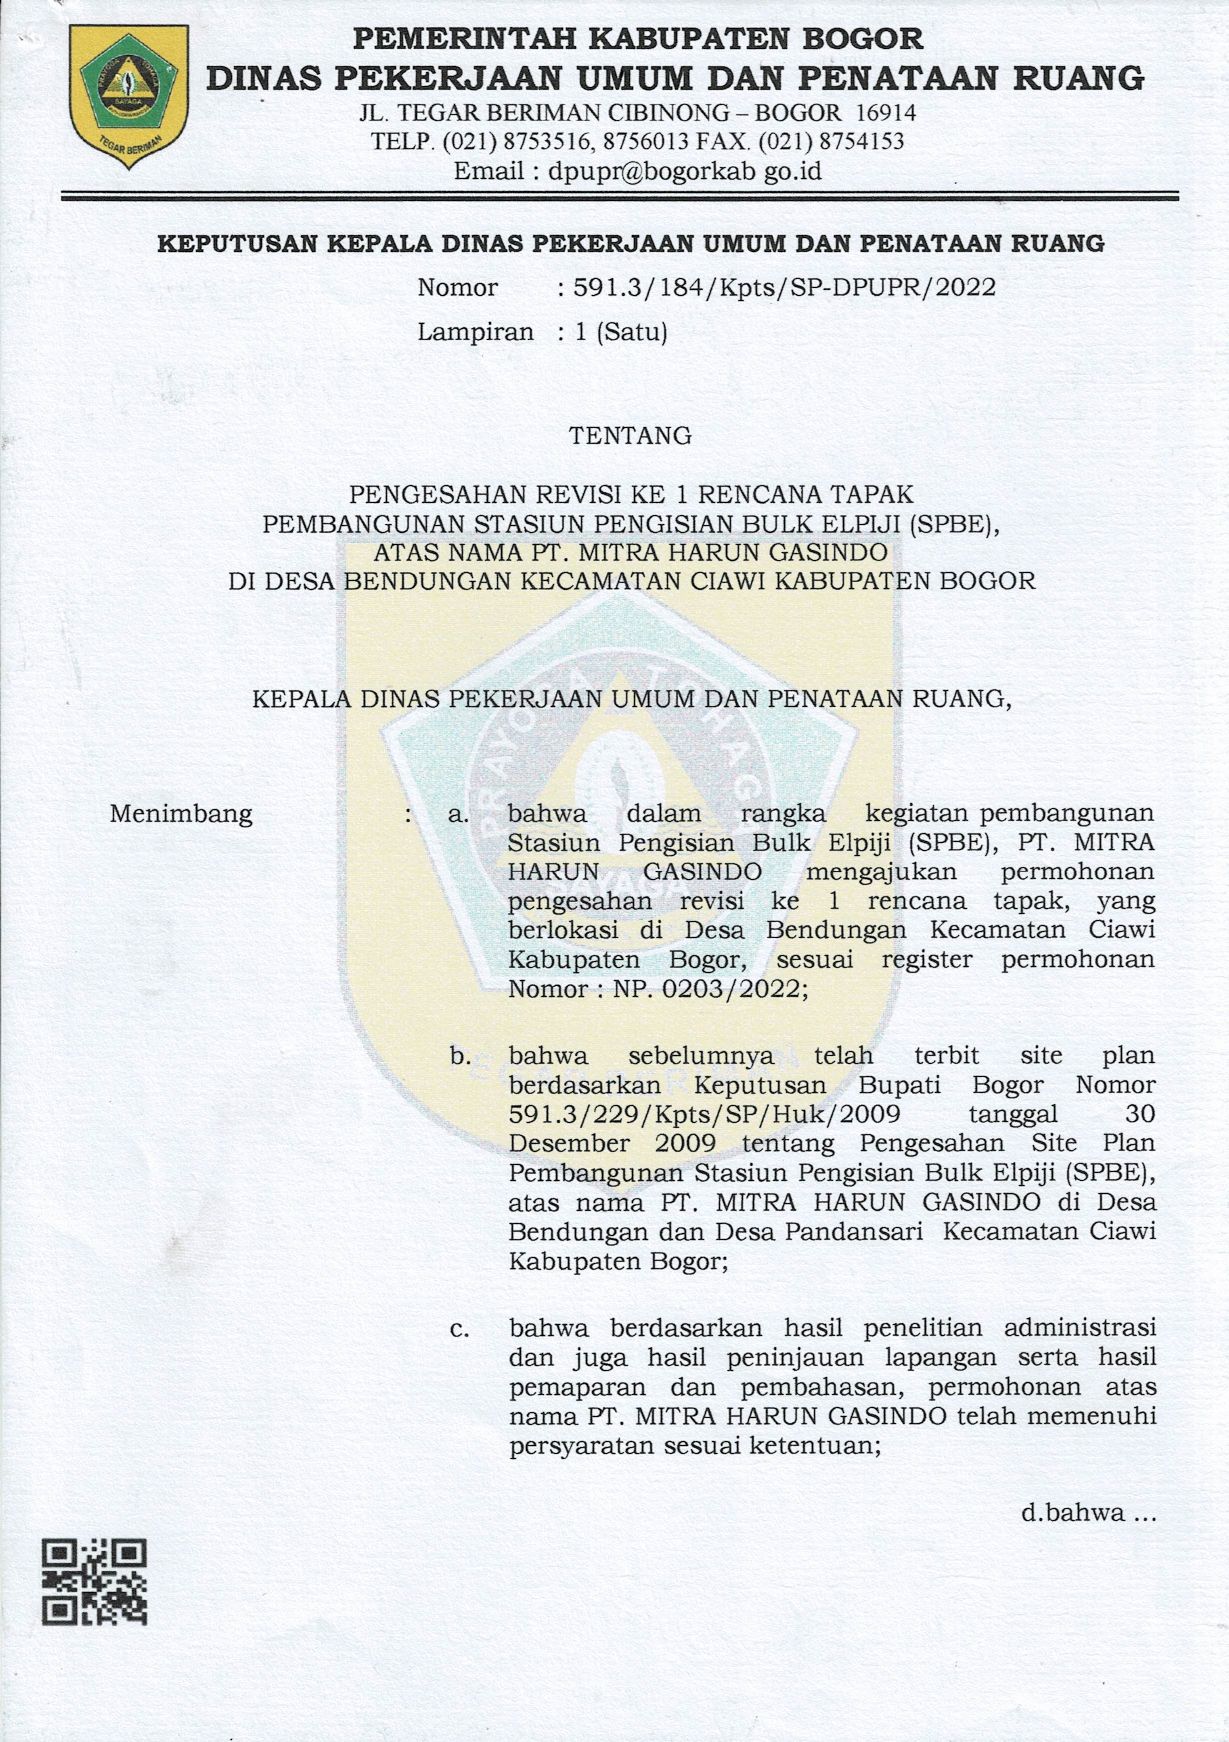 PEMERINTAH KABUPATEN BOGOR
DINAS PEKERJAAN UMUM DAN PENATAAN RUANG
JL. TEGAR BERIMAN CIBINONG – BOGOR 16914
TELP. (021) 8753516, 8756013 FAX. (021) 8754153
Email : dpupr@bogorkab go.id
PRAYOGA TOHAGA
SAYAGA
TEGAR BERIMAN
KEPUTUSAN KEPALA DINAS PEKERJAAN UMUM DAN PENATAAN RUANG
Nomor : 591.3/184/Kpts/SP-DPUPR/2022
Lampiran : 1 (Satu)
TENTANG
PENGESAHAN REVISI KE 1 RENCANA TAPAK
PEMBANGUNAN STASIUN PENGISIAN BULK ELPIJI (SPBE),
ATAS NAMA PT. MITRA HARUN GASINDO
DI DESA BENDUNGAN KECAMATAN CIAWI KABUPATEN BOGOR
KEPALA DINAS PEKERJAAN UMUM DAN PENATAAN RUANG,
PRAYOGA TOHAGA
SAYAGA
TEGAR BERIMAN
Menimbang : a. bahwa dalam rangka kegiatan pembangunan
Stasiun Pengisian Bulk Elpiji (SPBE), PT. MITRA
HARUN GASINDO mengajukan permohonan
pengesahan revisi ke 1 rencana tapak, yang
berlokasi di Desa Bendungan Kecamatan Ciawi
Kabupaten Bogor, sesuai register permohonan
Nomor : NP. 0203/2022;
b. bahwa sebelumnya telah terbit site plan
berdasarkan Keputusan Bupati Bogor Nomor
591.3/229/Kpts/SP/Huk/2009 tanggal 30
Desember 2009 tentang Pengesahan Site Plan
Pembangunan Stasiun Pengisian Bulk Elpiji (SPBE),
atas nama PT. MITRA HARUN GASINDO di Desa
Bendungan dan Desa Pandansari Kecamatan Ciawi
Kabupaten Bogor;
c. bahwa berdasarkan hasil penelitian administrasi
dan juga hasil peninjauan lapangan serta hasil
pemaparan dan pembahasan, permohonan atas
nama PT. MITRA HARUN GASINDO telah memenuhi
persyaratan sesuai ketentuan;
d.bahwa ...